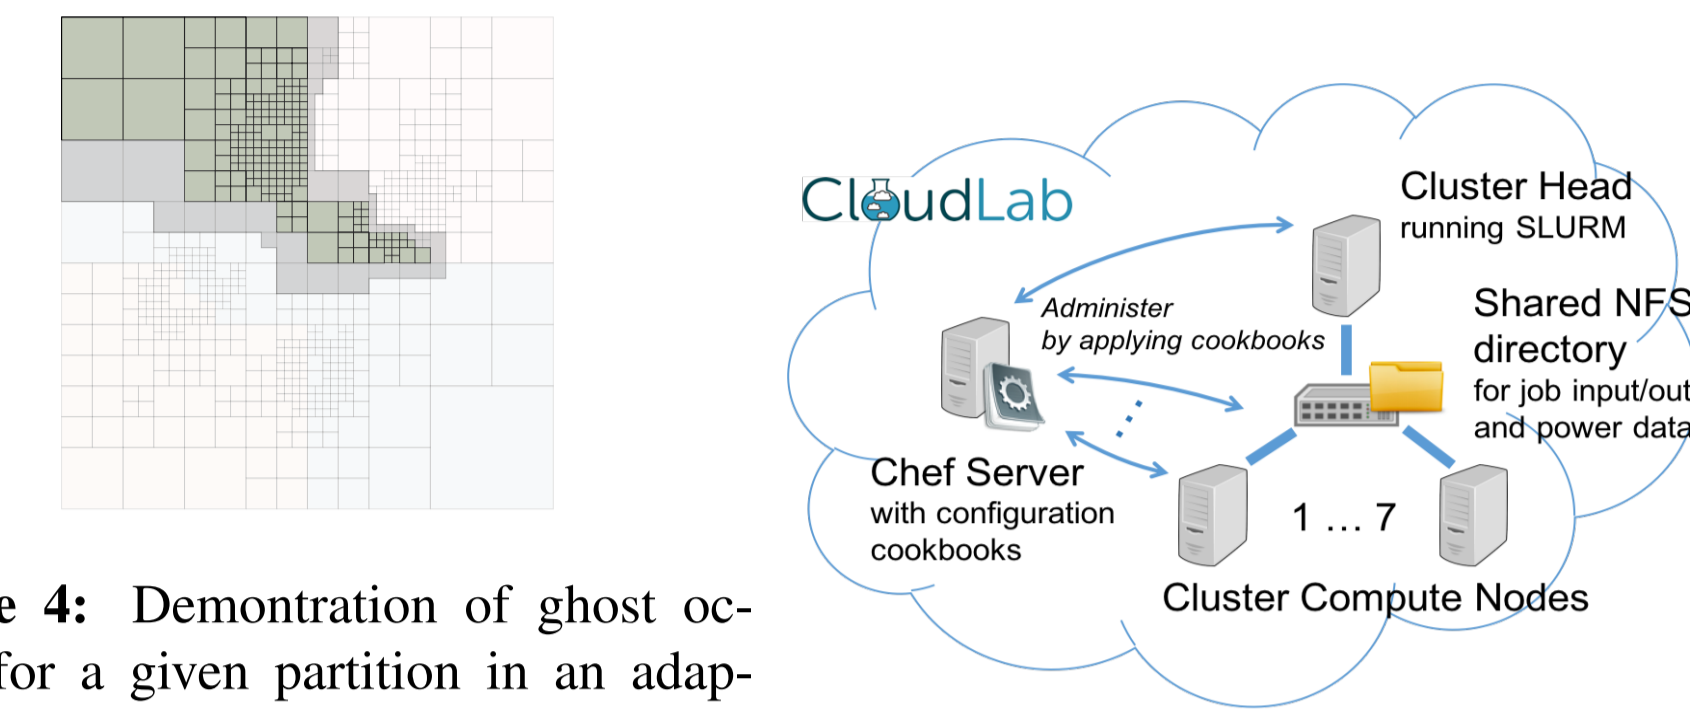 e 4: Demontration of ghost oc-
for a given partition in an adap-
CloudLab
Cluster Head
running SLURM
Shared NFS
directory
for job input/out
and power data
Administer
by applying cookbooks
Chef Server
with configuration
cookbooks
1 ... 7
Cluster Compute Nodes